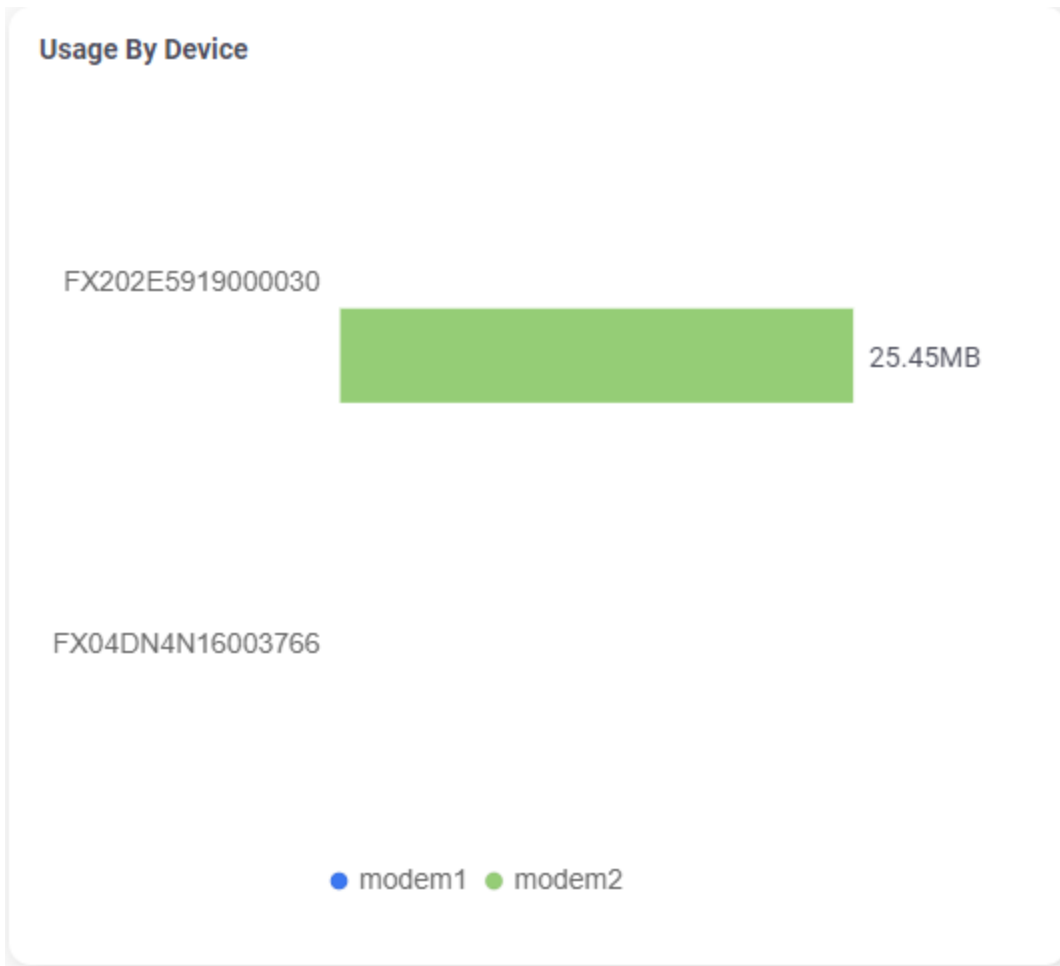 Usage By Device
FX202E5919000030
25.45MB
FX04DN4N16003766
modem1 modem2